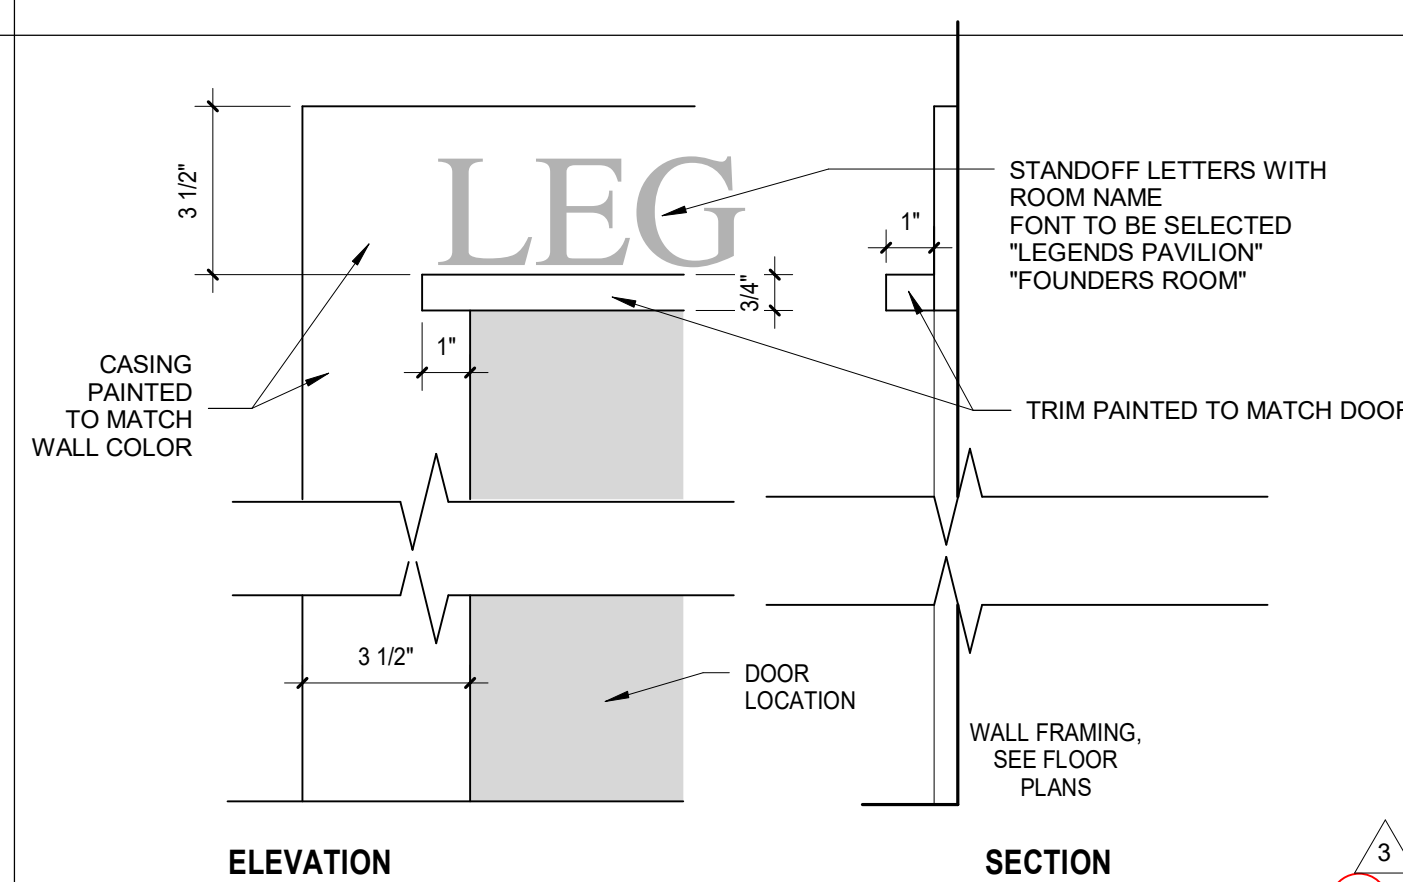 3 1/2"
LEG
STANDOFF LETTERS WITH
ROOM NAME
FONT TO BE SELECTED
"LEGENDS PAVILION"
"FOUNDERS ROOM"
1"
3/4"
1"
CASING
PAINTED
TO MATCH
WALL COLOR
TRIM PAINTED TO MATCH DOOR
3 1/2"
DOOR
LOCATION
WALL FRAMING,
SEE FLOOR
PLANS
ELEVATION
SECTION
3